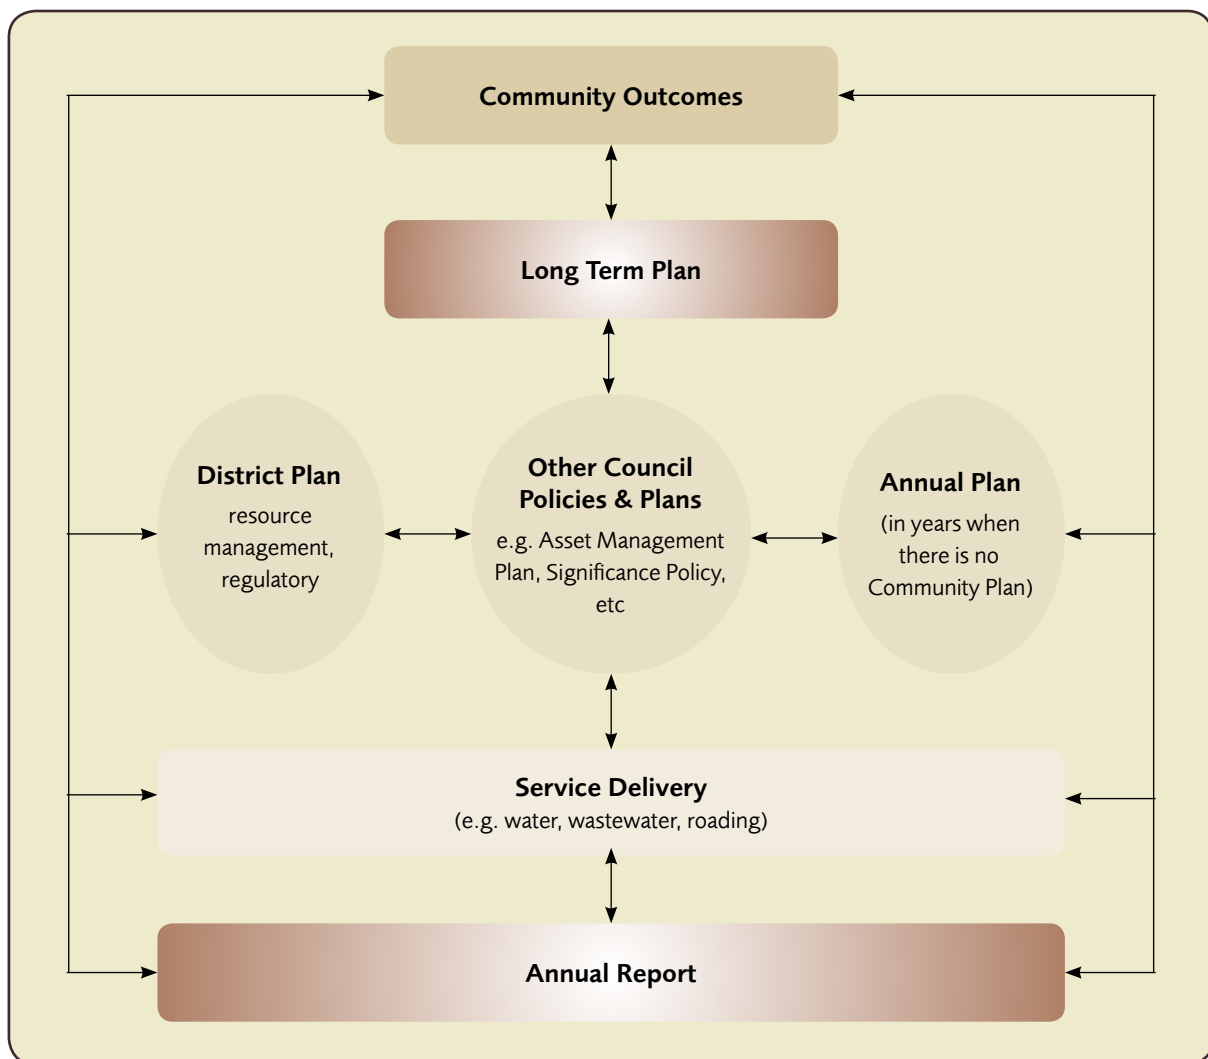 Community Outcomes
Long Term Plan
District Plan
resource
management,
regulatory
Other Council
Policies & Plans
e.g. Asset Management
Plan, Significance Policy,
etc
Annual Plan
(in years when
there is no
Community Plan)
Service Delivery
(e.g. water, wastewater, roading)
Annual Report